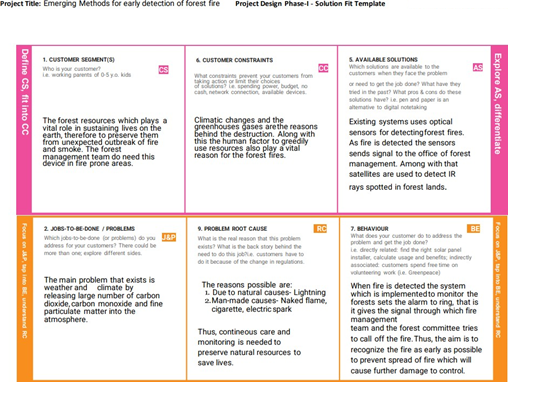 Project Title: Emerging Methods for early detection of forest fire Project Design Phase-I - Solution Fit Template
Define CS, fit into CC
1. CUSTOMER SEGMENT(S)
Who is your customer?
i.e. working parents of 0-5 y.o. kids
CS
The forest resources which plays a
vital role in sustaining lives on the
earth, therefore to preserve them
from unexpected outbreak of fire
and smoke. The forest
management team do need this
device in fire prone areas.
6. CUSTOMER CONSTRAINTS
CC
What constraints prevent your customers from
taking action or limit their choices
of solutions? i.e. spending power, budget, no
cash, network connection, available devices.
Climatic changes and the
greenhouses gases arethe reasons
behind the destruction. Along with
this the human factor to greedily
use resources also play a vital
reason for the forest fires.
5. AVAILABLE SOLUTIONS
AS
Which solutions are available to the
customers when they face the problem
or need to get the job done? What have they
tried in the past? What pros & cons do these
solutions have? i.e. pen and paper is an
alternative to digital notetaking
Existing systems uses optical
sensors for detectingforest fires.
As fire is detected the sensors
sends signal to the office of forest
management. Among with that
satellites are used to detect IR
rays spotted in forest lands.
Explore AS, differentiate
Focus on J&P, tap into BE, understand RC
2. JOBS-TO-BE-DONE / PROBLEMS
J&P
Which jobs-to-be-done (or problems) do you
address for your customers? There could be
more than one; explore different sides.
The main problem that exists is
weather and climate by
releasing large number of carbon
dioxide,carbon monoxide and fine
particulate matter into the
atmosphere.
9. PROBLEM ROOT CAUSE
RC
What is the real reason that this problem
exists? What is the back story behind the
need to do this job?i.e. customers have to
do it because of the change in regulations.
The reasons possible are:
1. Due to natural causes- Lightning
2.Man-made causes- Naked flame,
cigarette, electric spark
Thus, contineous care and
monitoring is needed to
preserve natural resources to
save lives.
7. BEHAVIOUR
BE
What does your customer do to address the
problem and get the job done?
i.e. directly related: find the right solar panel
installer, calculate usage and benefits; indirectly
associated: customers spend free time on
volunteering work (i.e. Greenpeace)
When fire is detected the system
which is implemented to monitor the
forests sets the alarm to ring, that is
it gives the signal through which fire
management
team and the forest committee tries
to call off the fire.Thus, the aim is to
recognize the fire as early as possible
to prevent spread of fire which will
cause further damage to control.
Focus on J&P, tap into BE, understand RC